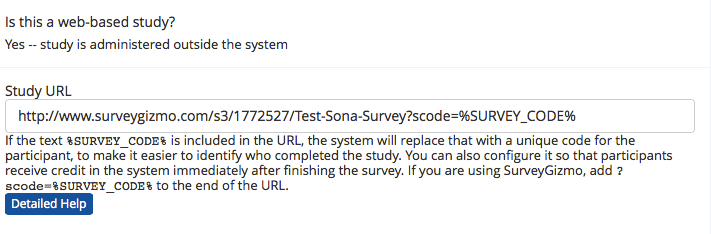 Is this a web-based study?
Yes -- study is administered outside the system
Study URL
http://www.surveygizmo.com/s3/1772527/Test-Sona-Survey?scode=%SURVEY_CODE%
If the text %SURVEY_CODE% is included in the URL, the system will replace that with a unique code for the
participant, to make it easier to identify who completed the study. You can also configure it so that participants
receive credit in the system immediately after finishing the survey. If you are using SurveyGizmo, add ?
scode=%SURVEY_CODE% to the end of the URL.
Detailed Help